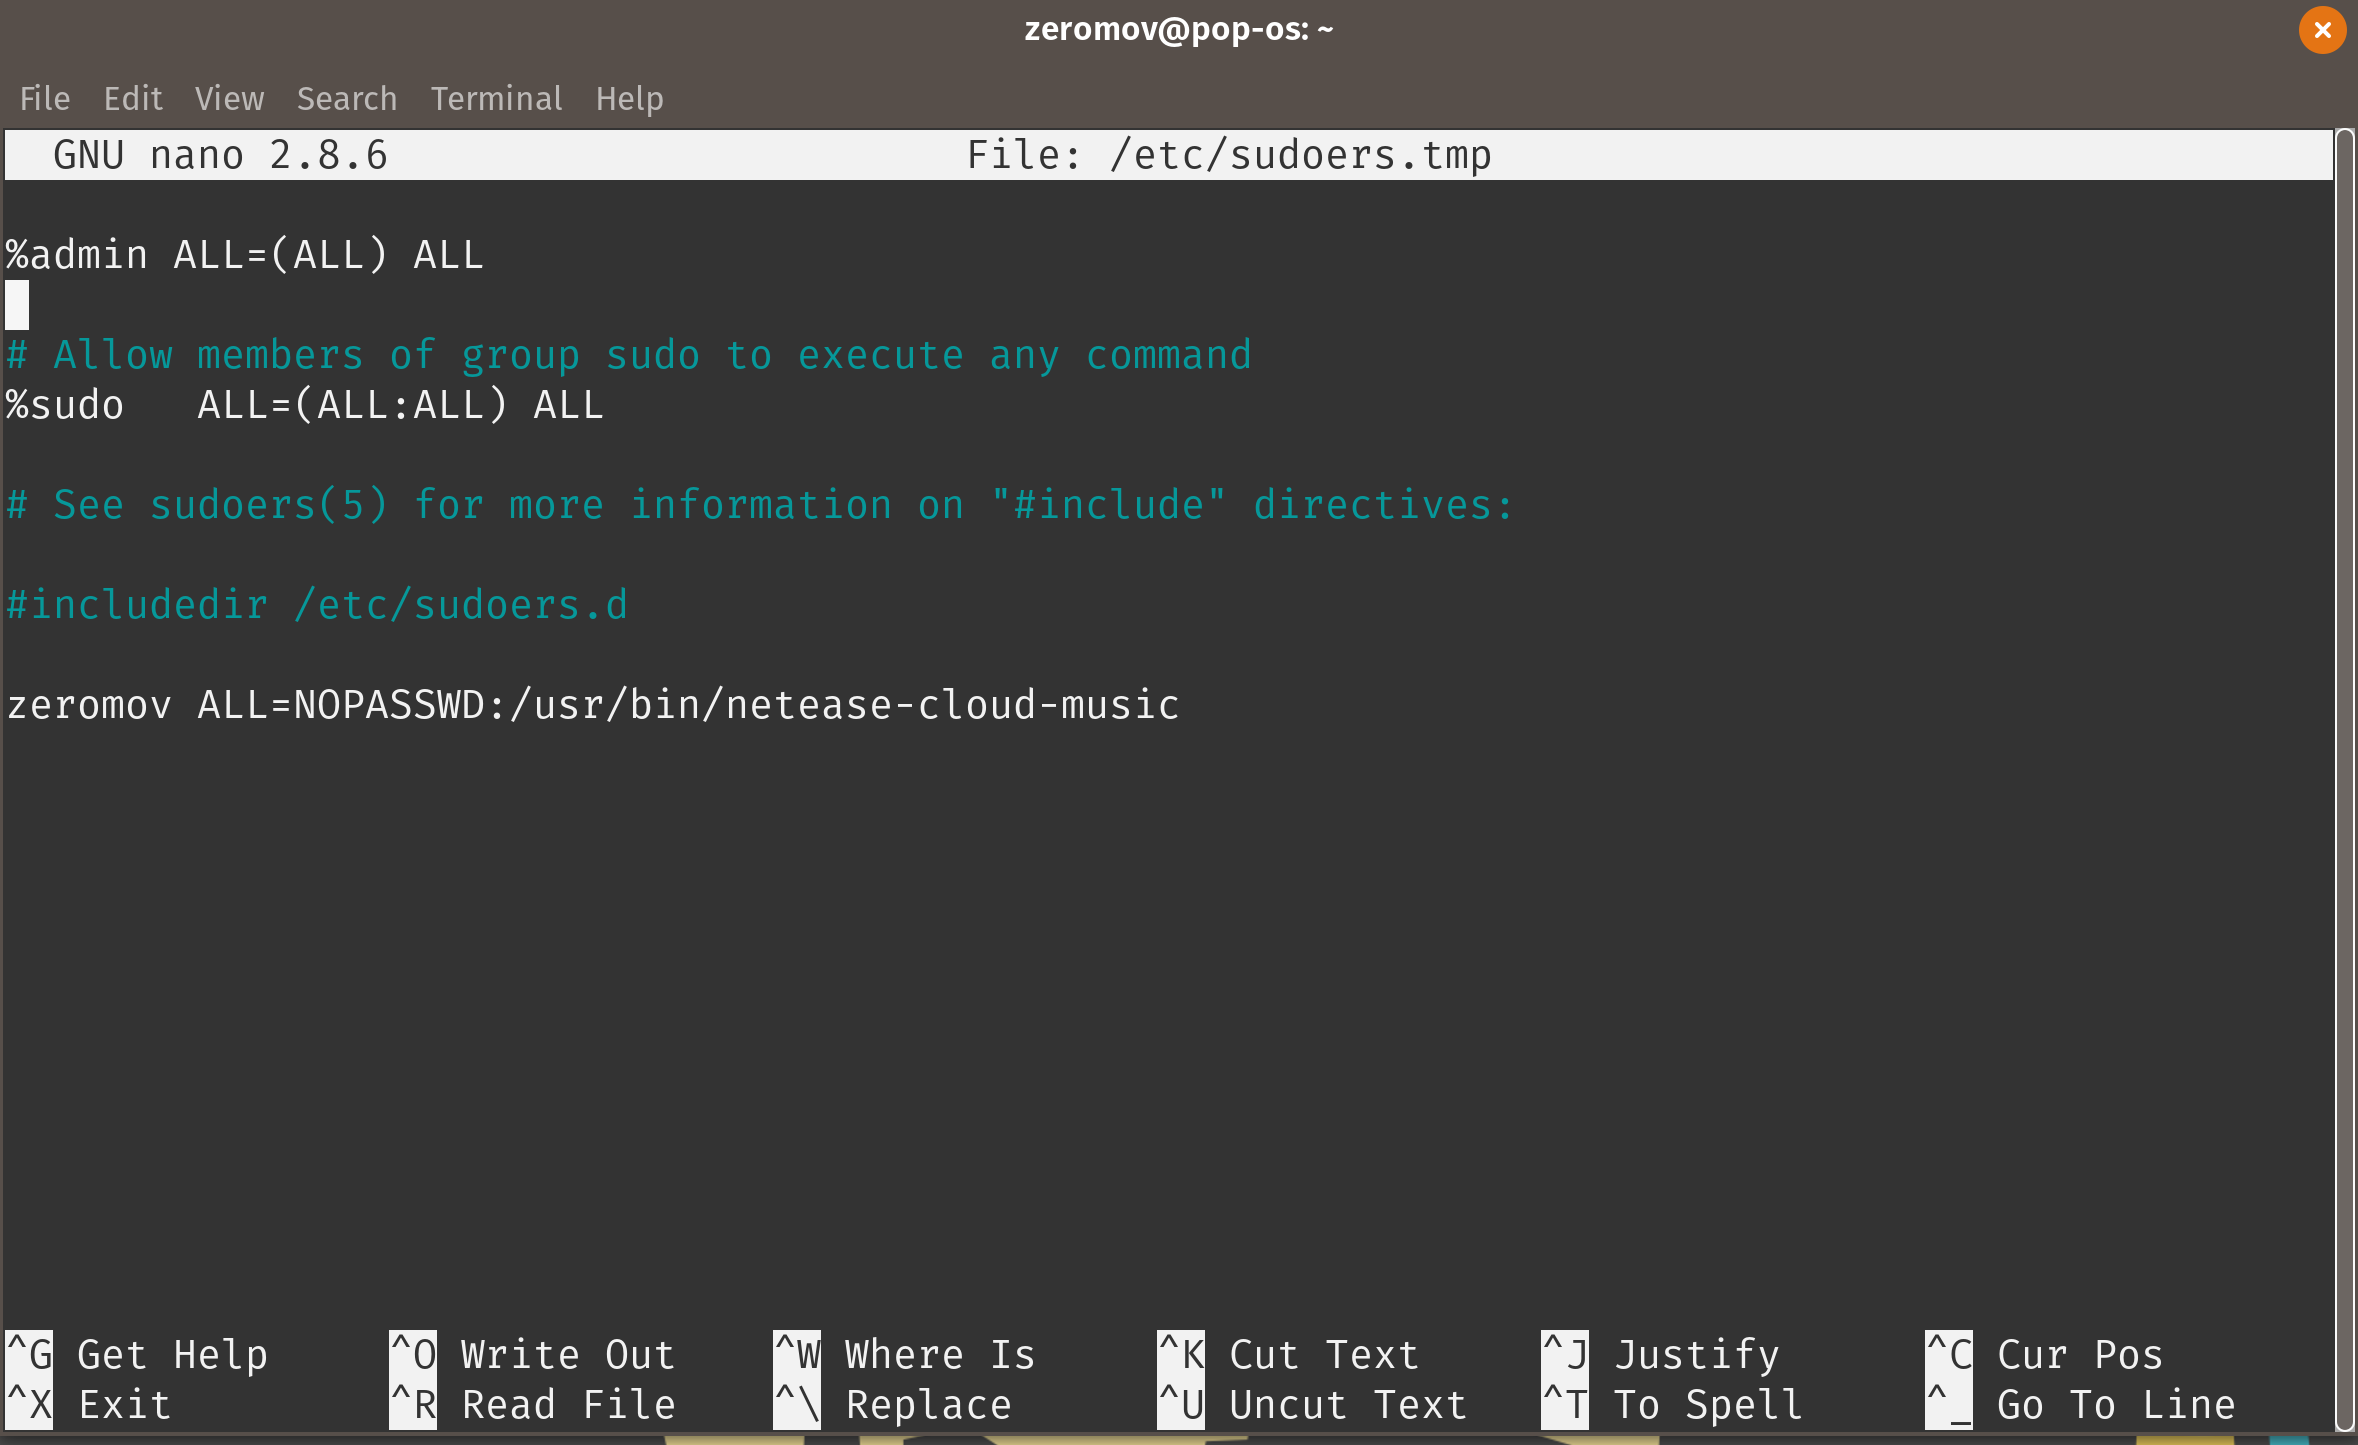 zeromov@pop-os: ~
File Edit View Search Terminal Help
GNU nano 2.8.6 File: /etc/sudoers.tmp
%admin ALL=(ALL) ALL
# Allow members of group sudo to execute any command
%sudo   ALL=(ALL:ALL) ALL
# See sudoers(5) for more information on "#include" directives:
#includedir /etc/sudoers.d
zeromov ALL=NOPASSWD:/usr/bin/netease-cloud-music
^G Get Help ^O Write Out ^W Where Is ^K Cut Text ^J Justify ^C Cur Pos
^X Exit ^R Read File ^\ Replace ^U Uncut Text ^T To Spell ^_ Go To Line